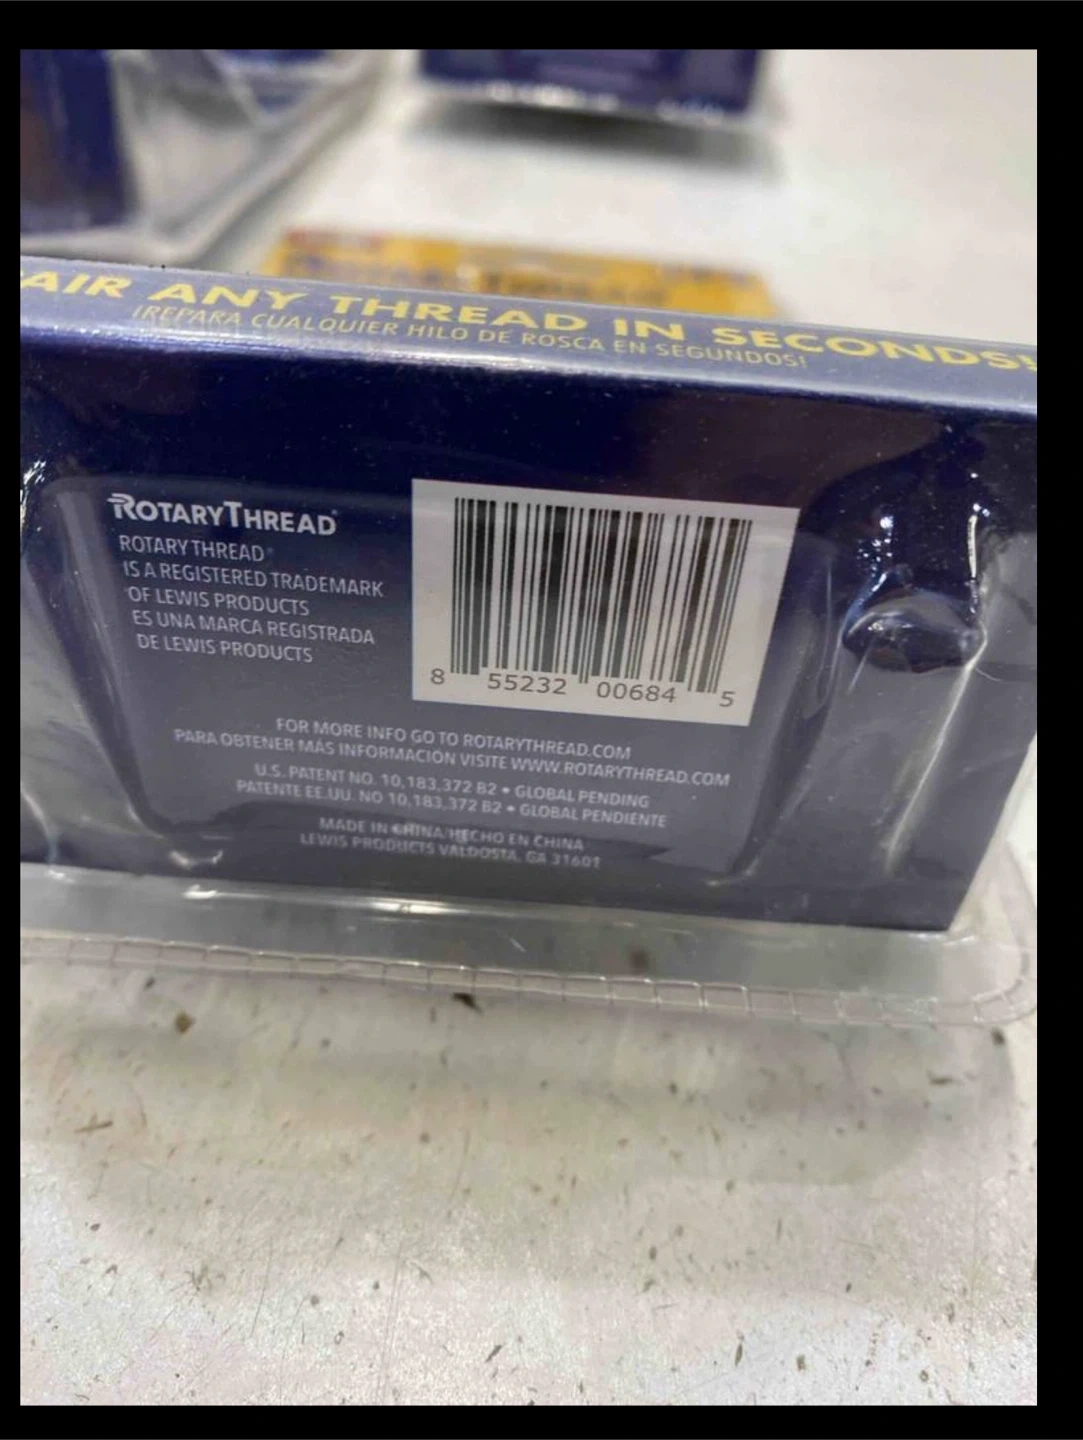 AIR ANY THREAD IN SECONDS!
¡REPARA CUALQUIER HILO DE ROSCA EN SEGUNDOS!
ROTARYTHREAD®
ROTARY THREAD®
IS A REGISTERED TRADEMARK
OF LEWIS PRODUCTS
ES UNA MARCA REGISTRADA
DE LEWIS PRODUCTS
8 55232 00684 5
FOR MORE INFO GO TO ROTARYTHREAD.COM
PARA OBTENER MÁS INFORMACIÓN VISITE WWW.ROTARYTHREAD.COM
U.S. PATENT NO. 10,183,372 B2 • GLOBAL PENDING
PATENTE EE.UU. NO 10,183,372 B2 • GLOBAL PENDIENTE
MADE IN CHINA/HECHO EN CHINA
LEWIS PRODUCTS VALDOSTA, GA 31601